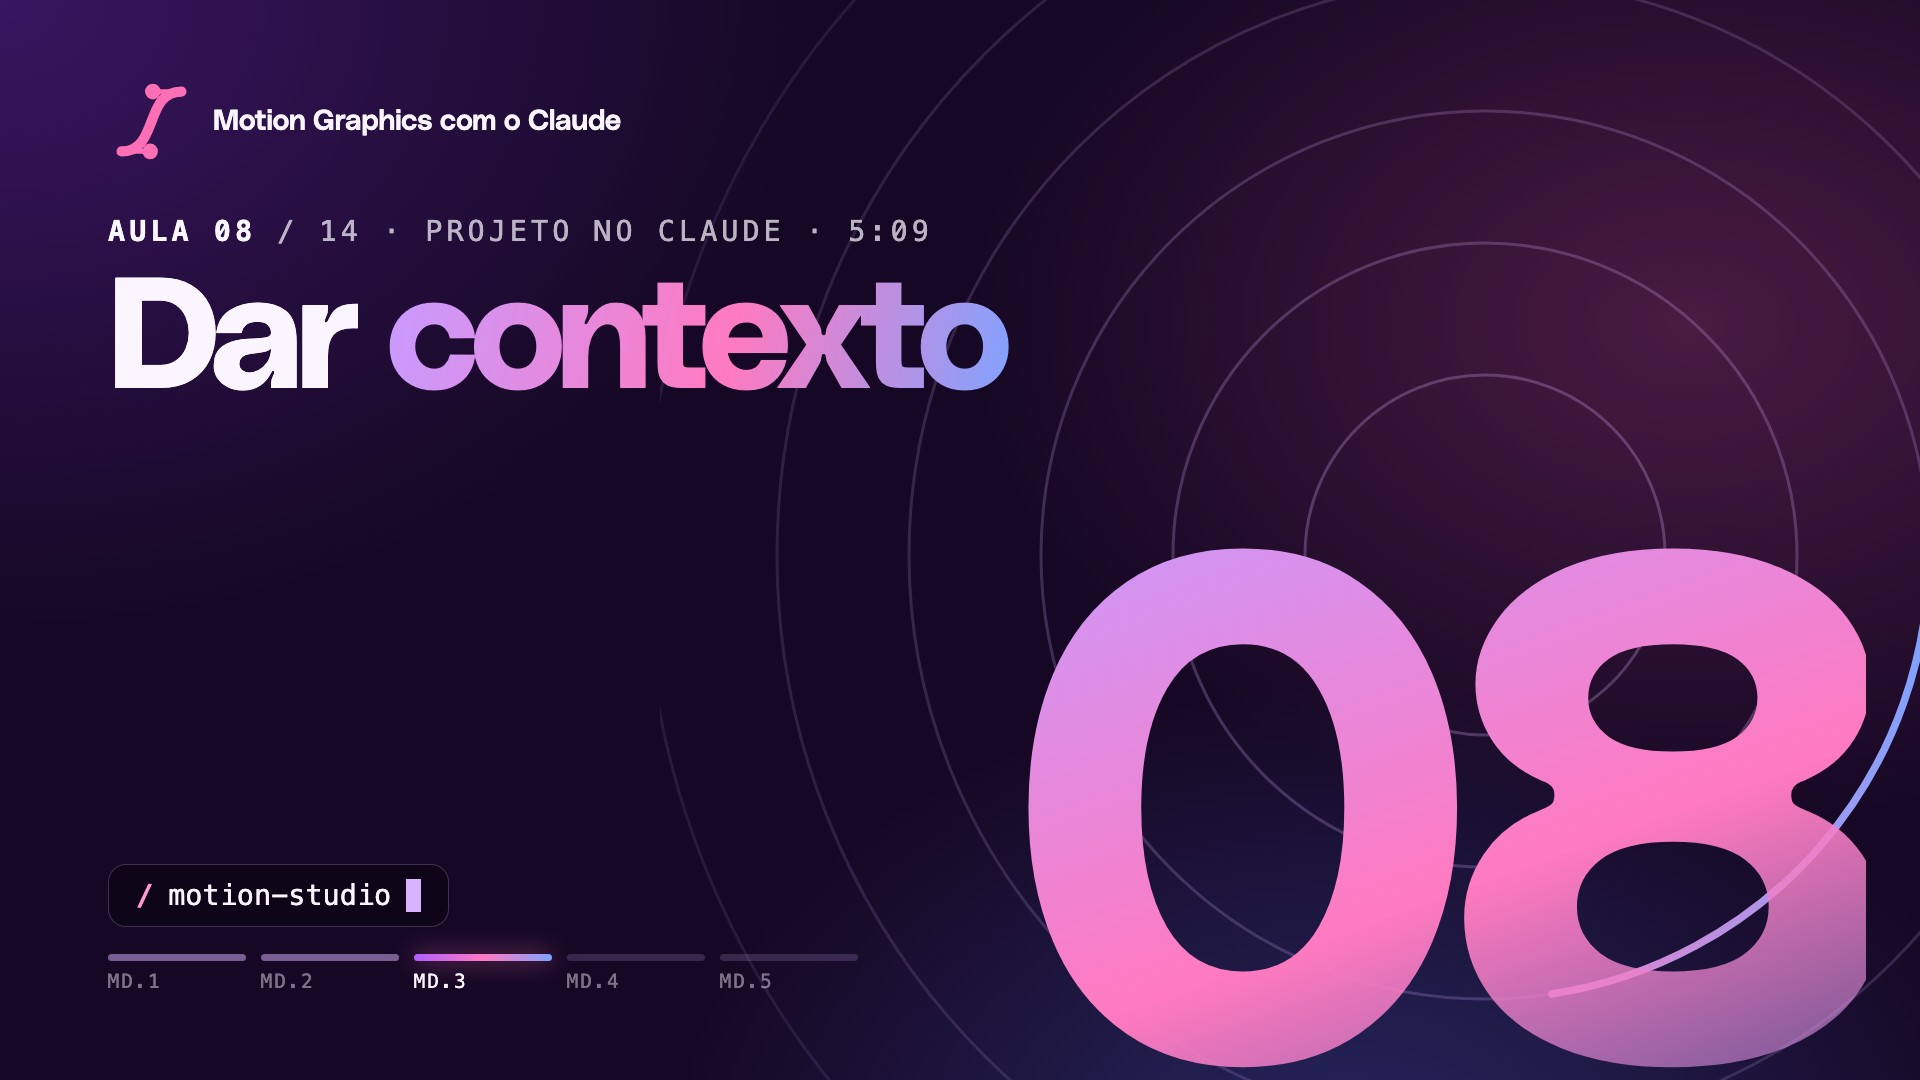 Motion Graphics com o Claude
AULA 08 / 14 · PROJETO NO CLAUDE · 5:09
Dar contexto
08
/ motion-studio
MD.1 MD.2 MD.3 MD.4 MD.5